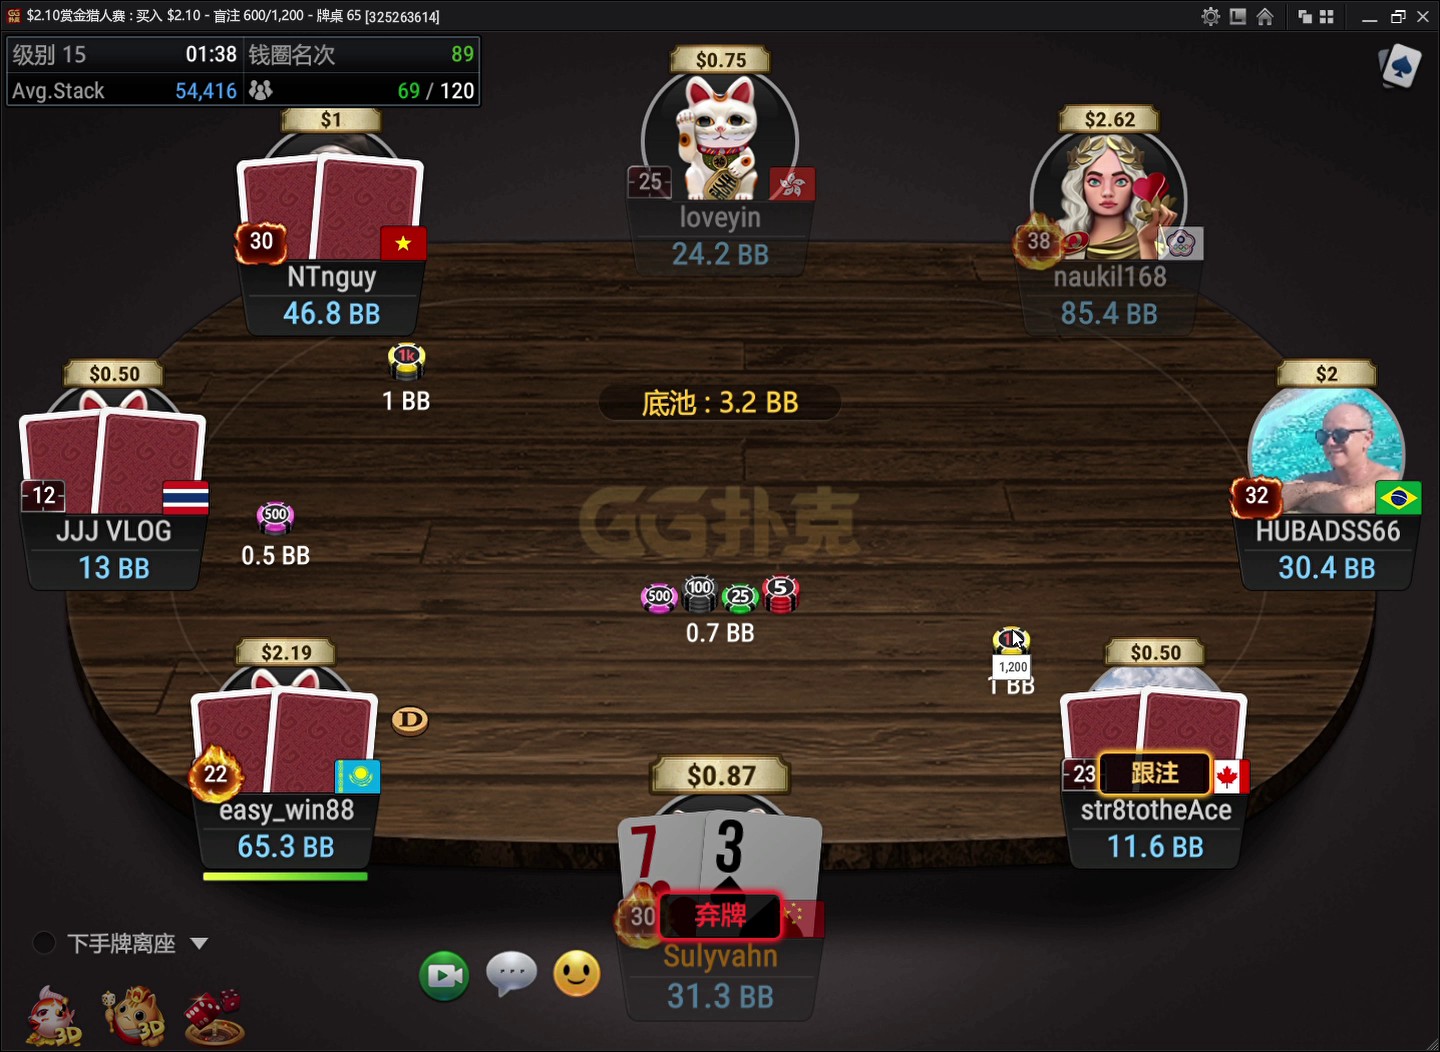 $2.10赏金猎人赛 : 买入 $2.10 - 盲注 600/1,200 - 牌桌 65 [325263614]
级别 15 01:38 钱圈名次 89
Avg.Stack 54,416 69 / 120
$1
30
NTnguy
46.8 BB
1k
1 BB
$0.75
25
loveyin
24.2 BB
$2.62
38
naukil168
85.4 BB
$0.50
12
JJJ VLOG
13 BB
500
0.5 BB
底池 : 3.2 BB
$2
32
HUBADSS66
30.4 BB
GG扑克
500 100 25 5
0.7 BB
1,200
1 BB
$2.19
22
easy_win88
65.3 BB
D
$0.50
23 跟注
str8totheAce
11.6 BB
$0.87
7 3
30 弃牌
Sulyvahn
31.3 BB
下手牌离座
3D 3D